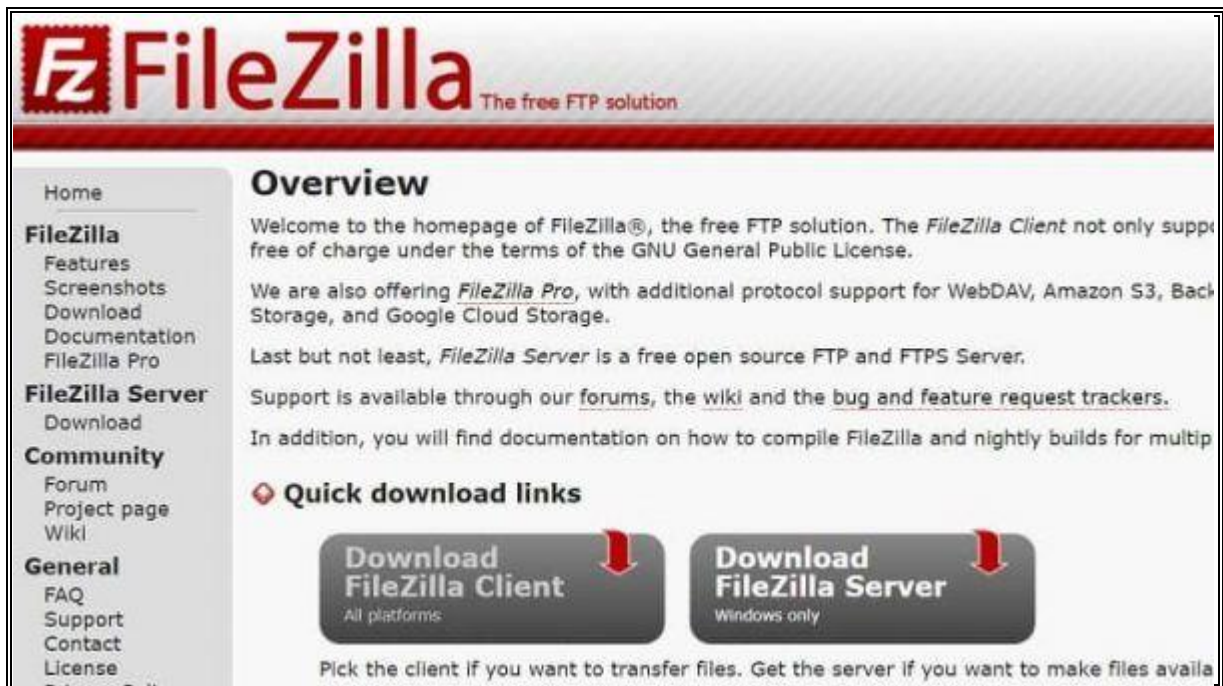 Fz FileZilla The free FTP solution
Home
FileZilla
Features
Screenshots
Download
Documentation
FileZilla Pro
FileZilla Server
Download
Community
Forum
Project page
Wiki
General
FAQ
Support
Contact
License
Overview
Welcome to the homepage of FileZilla®, the free FTP solution. The FileZilla Client not only
free of charge under the terms of the GNU General Public License.
We are also offering FileZilla Pro, with additional protocol support for WebDAV, Amazon S3,
Storage, and Google Cloud Storage.
Last but not least, FileZilla Server is a free open source FTP and FTPS Server.
Support is available through our forums, the wiki and the bug and feature request trackers.
In addition, you will find documentation on how to compile FileZilla and nightly builds for
Quick download links
Download
FileZilla Client
All platforms
Download
FileZilla Server
Windows only
Pick the client if you want to transfer files. Get the server if you want to make files